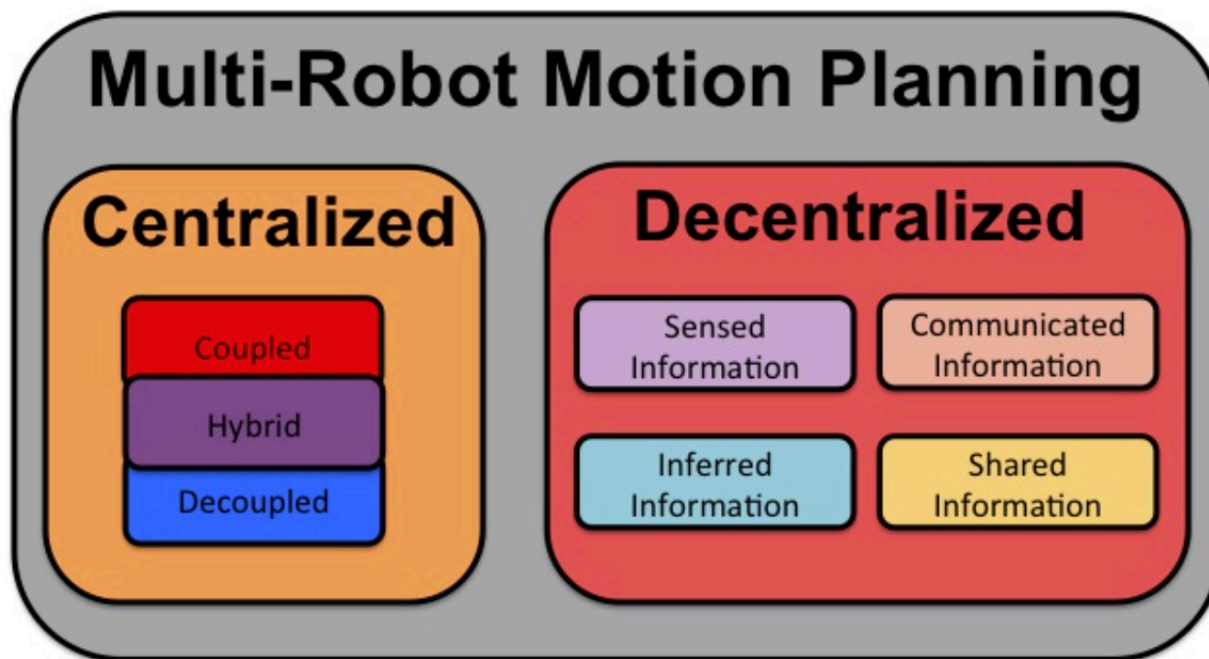 Multi-Robot Motion Planning
Centralized
Coupled
Hybrid
Decoupled
Decentralized
Sensed
Information
Communicated
Information
Inferred
Information
Shared
Information